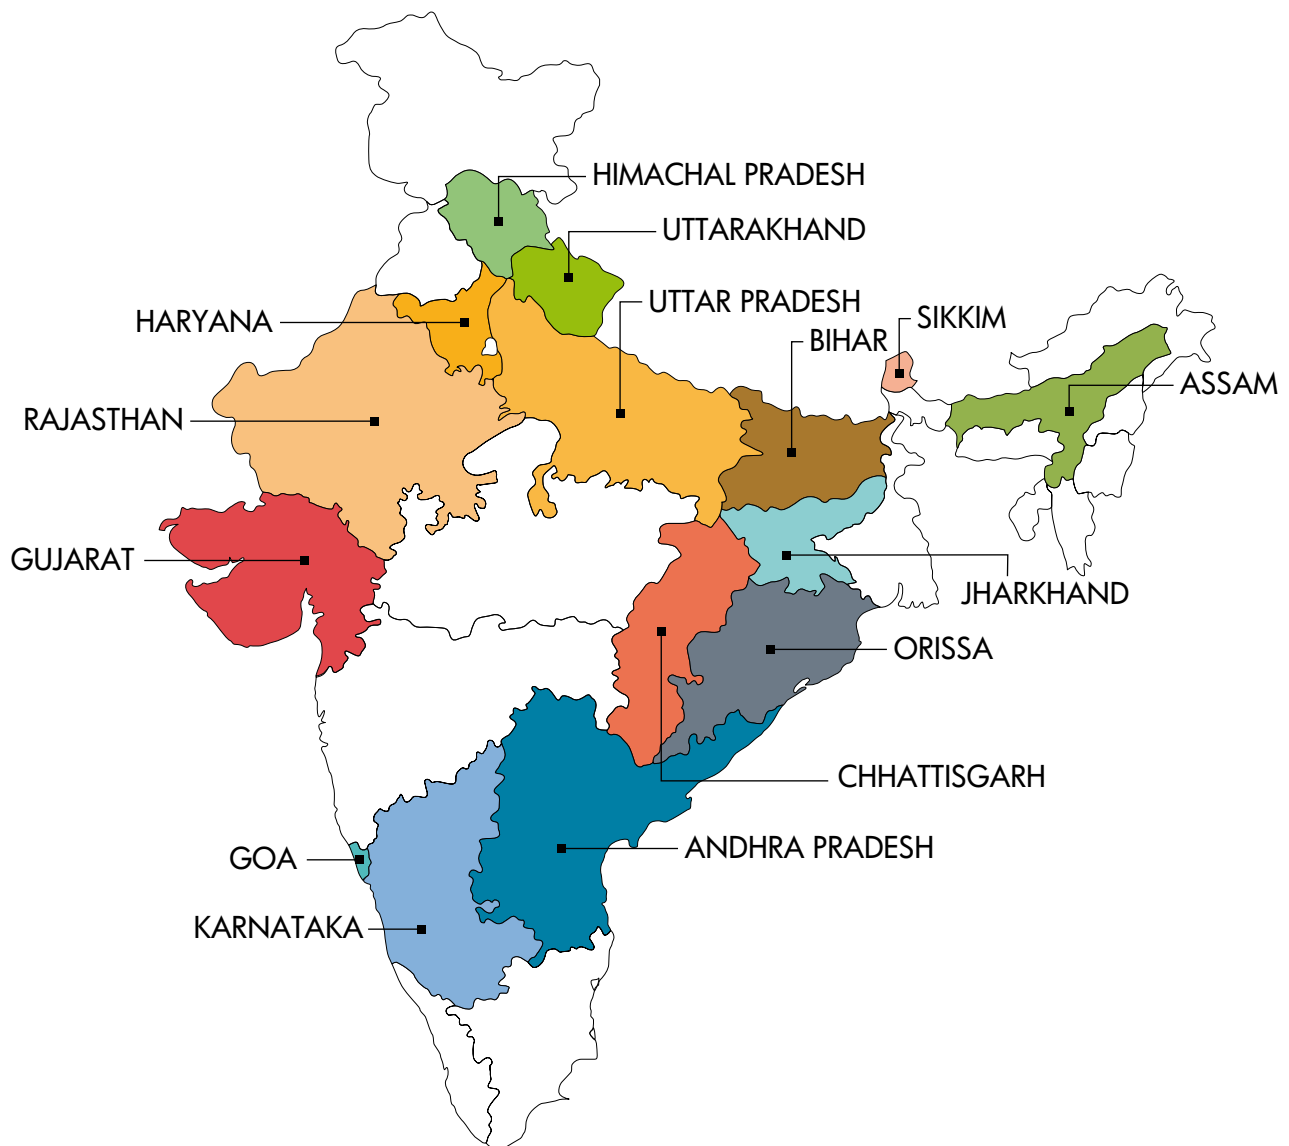 HIMACHAL PRADESH
UTTARAKHAND
UTTAR PRADESH
HARYANA
SIKKIM
BIHAR
ASSAM
RAJASTHAN
GUJARAT
JHARKHAND
ORISSA
CHHATTISGARH
ANDHRA PRADESH
GOA
KARNATAKA